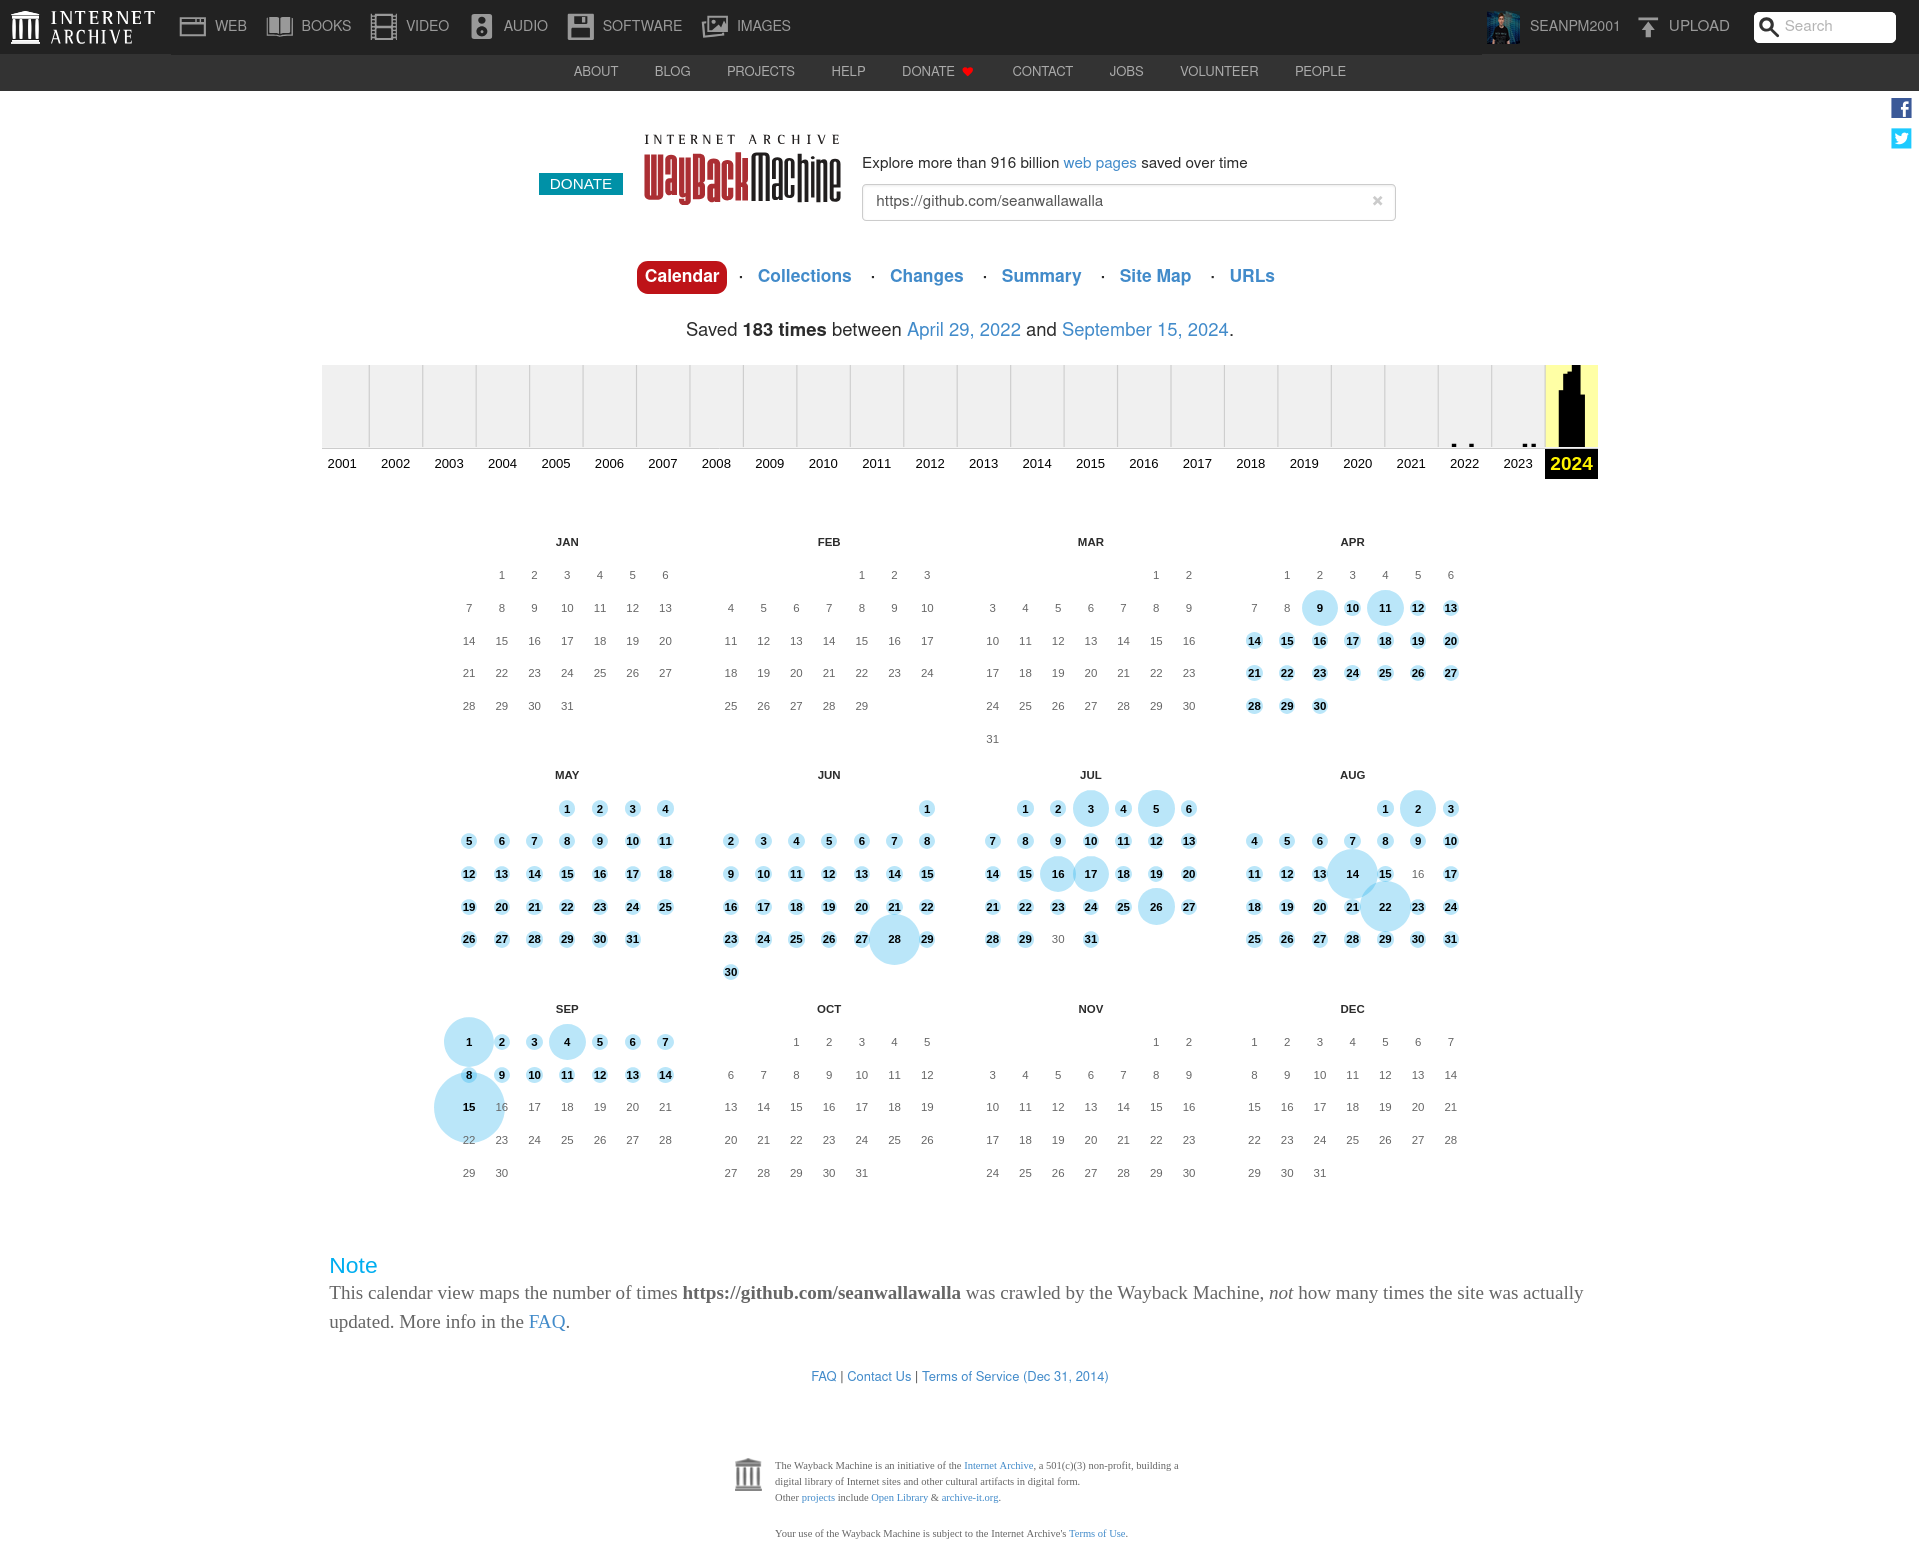 INTERNET ARCHIVE
WEB BOOKS VIDEO AUDIO SOFTWARE IMAGES SEANPM2001 UPLOAD Search
ABOUT BLOG PROJECTS HELP DONATE CONTACT JOBS VOLUNTEER PEOPLE
INTERNET ARCHIVE
WayBackMachine
DONATE
Explore more than 916 billion web pages saved over time
https://github.com/seanwallawalla ×
Calendar · Collections · Changes · Summary · Site Map · URLs
Saved 183 times between April 29, 2022 and September 15, 2024.
2001 2002 2003 2004 2005 2006 2007 2008 2009 2010 2011 2012 2013 2014 2015 2016 2017 2018 2019 2020 2021 2022 2023 2024
JAN
1 2 3 4 5 6
7 8 9 10 11 12 13
14 15 16 17 18 19 20
21 22 23 24 25 26 27
28 29 30 31
FEB
1 2 3
4 5 6 7 8 9 10
11 12 13 14 15 16 17
18 19 20 21 22 23 24
25 26 27 28 29
MAR
1 2
3 4 5 6 7 8 9
10 11 12 13 14 15 16
17 18 19 20 21 22 23
24 25 26 27 28 29 30
31
APR
1 2 3 4 5 6
7 8 9 10 11 12 13
14 15 16 17 18 19 20
21 22 23 24 25 26 27
28 29 30
MAY
1 2 3 4
5 6 7 8 9 10 11
12 13 14 15 16 17 18
19 20 21 22 23 24 25
26 27 28 29 30 31
JUN
1
2 3 4 5 6 7 8
9 10 11 12 13 14 15
16 17 18 19 20 21 22
23 24 25 26 27 28 29
30
JUL
1 2 3 4 5 6
7 8 9 10 11 12 13
14 15 16 17 18 19 20
21 22 23 24 25 26 27
28 29 30 31
AUG
1 2 3
4 5 6 7 8 9 10
11 12 13 14 15 16 17
18 19 20 21 22 23 24
25 26 27 28 29 30 31
SEP
1 2 3 4 5 6 7
8 9 10 11 12 13 14
15 16 17 18 19 20 21
22 23 24 25 26 27 28
29 30
OCT
1 2 3 4 5
6 7 8 9 10 11 12
13 14 15 16 17 18 19
20 21 22 23 24 25 26
27 28 29 30 31
NOV
1 2
3 4 5 6 7 8 9
10 11 12 13 14 15 16
17 18 19 20 21 22 23
24 25 26 27 28 29 30
DEC
1 2 3 4 5 6 7
8 9 10 11 12 13 14
15 16 17 18 19 20 21
22 23 24 25 26 27 28
29 30 31
Note
This calendar view maps the number of times https://github.com/seanwallawalla was crawled by the Wayback Machine, not how many times the site was actually
updated. More info in the FAQ.
FAQ | Contact Us | Terms of Service (Dec 31, 2014)
The Wayback Machine is an initiative of the Internet Archive, a 501(c)(3) non-profit, building a
digital library of Internet sites and other cultural artifacts in digital form.
Other projects include Open Library & archive-it.org.
Your use of the Wayback Machine is subject to the Internet Archive's Terms of Use.